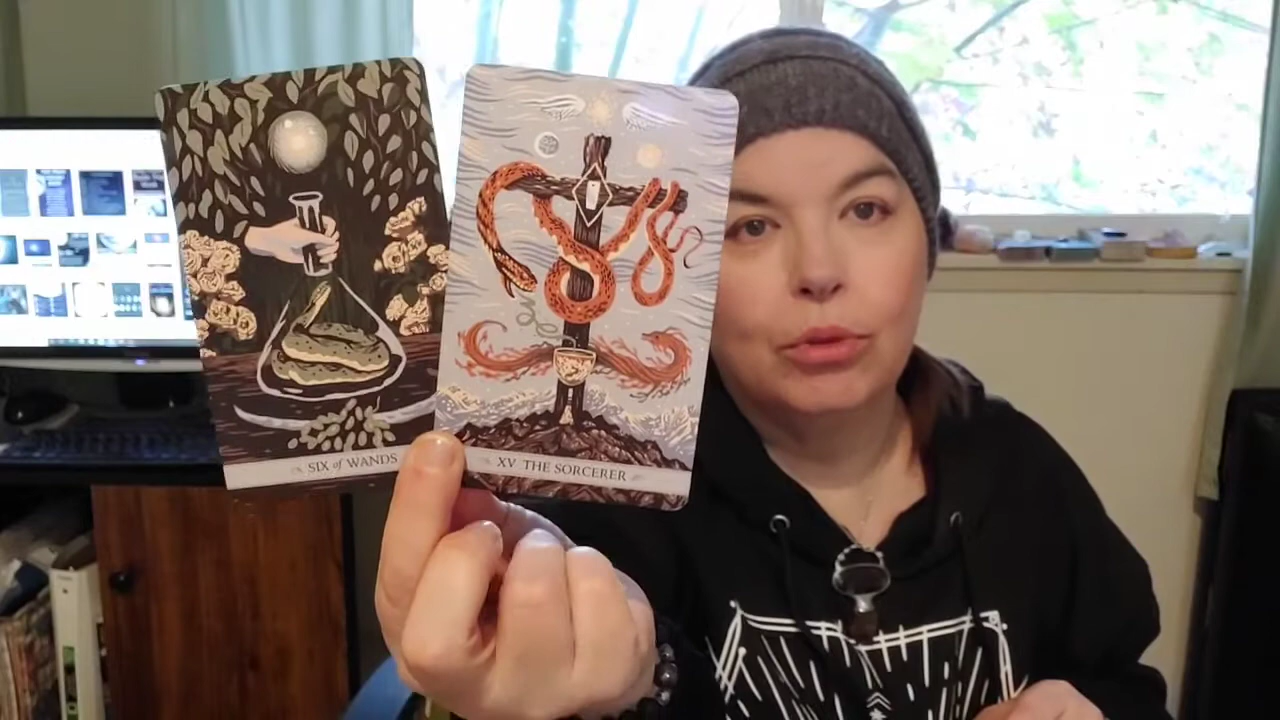 SIX of WANDS
XV THE SORCERER